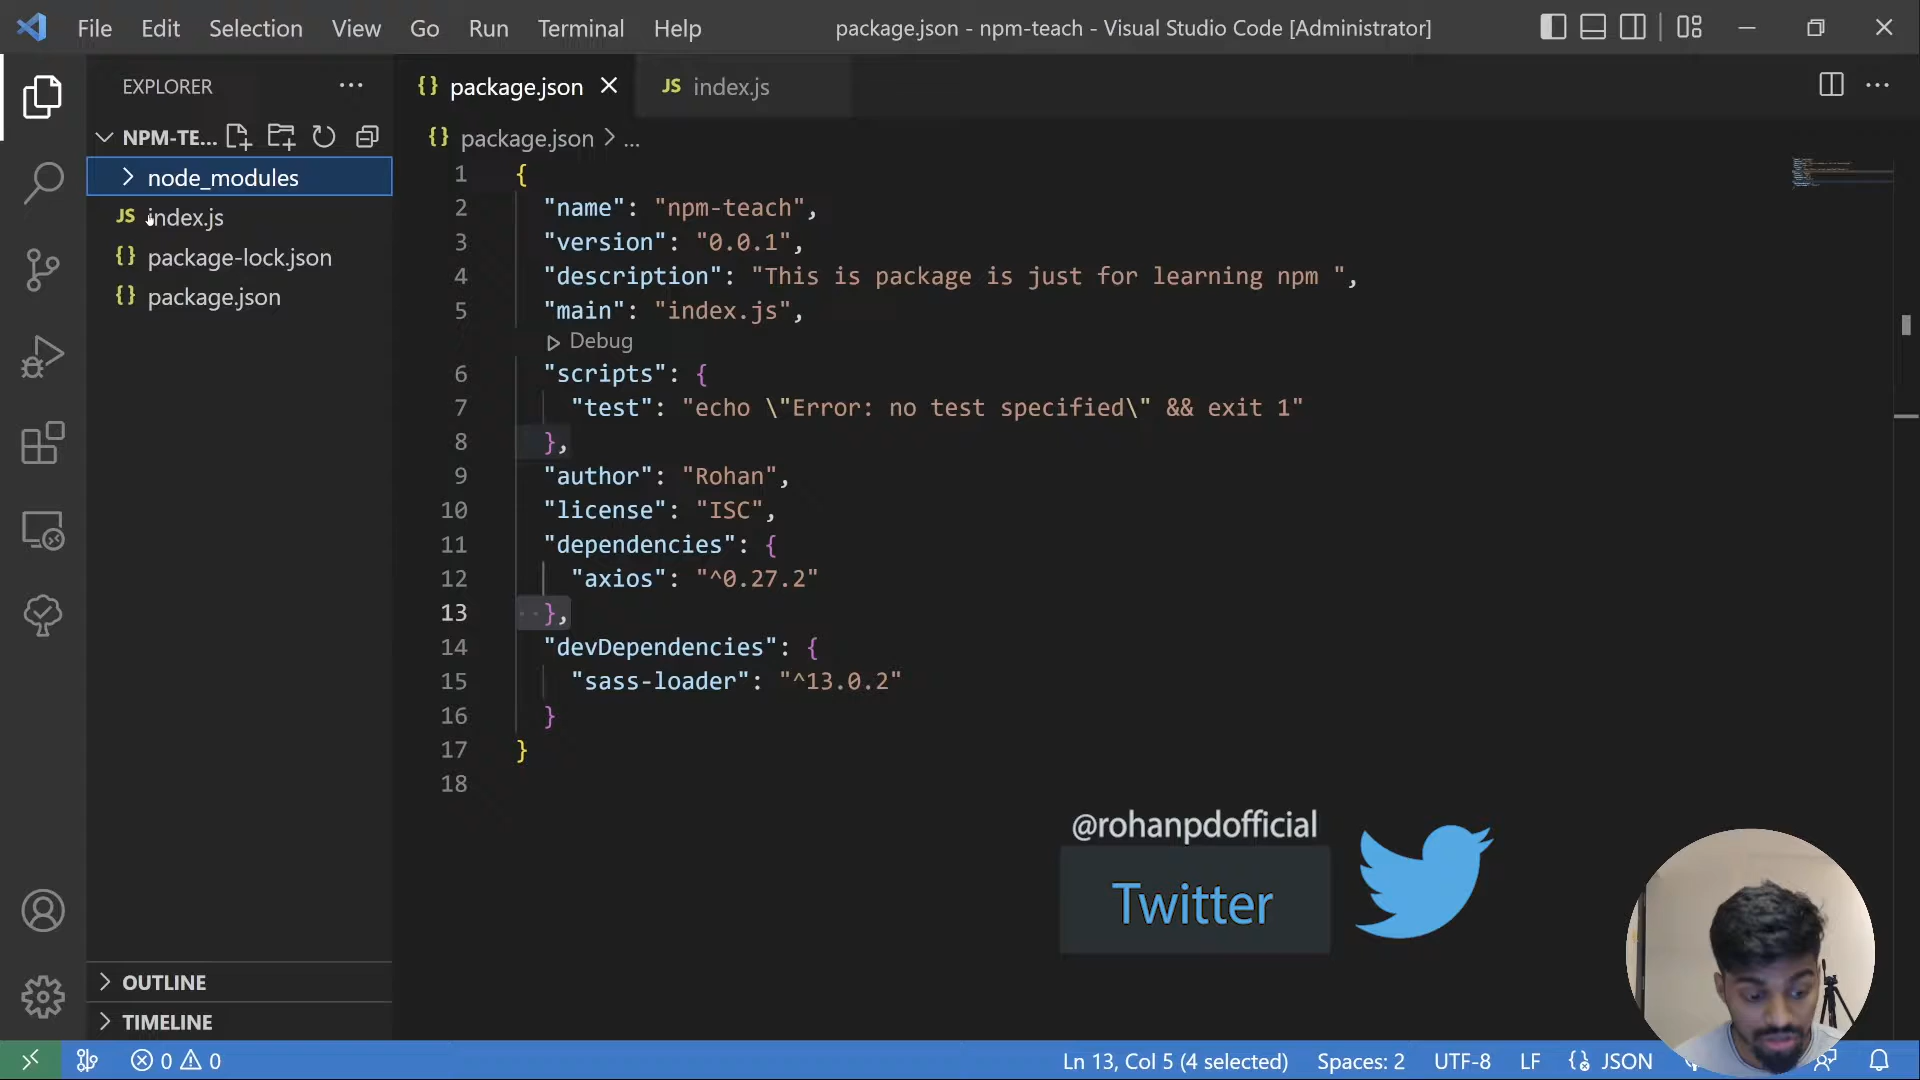 File Edit Selection View Go Run Terminal Help
package.json - npm-teach - Visual Studio Code [Administrator]
EXPLORER
NPM-TE...
node_modules
JS index.js
{} package-lock.json
{} package.json
OUTLINE
TIMELINE
{} package.json
JS index.js
{} package.json > ...
1 {
2 "name": "npm-teach",
3 "version": "0.0.1",
4 "description": "This is package is just for learning npm ",
5 "main": "index.js",
Debug
6 "scripts": {
7 "test": "echo \"Error: no test specified\" && exit 1"
8 },
9 "author": "Rohan",
10 "license": "ISC",
11 "dependencies": {
12 "axios": "^0.27.2"
13 },
14 "devDependencies": {
15 "sass-loader": "^13.0.2"
16 }
17 }
18
@rohanpdofficial
Twitter
0 0
Ln 13, Col 5 (4 selected) Spaces: 2 UTF-8 LF {} JSON